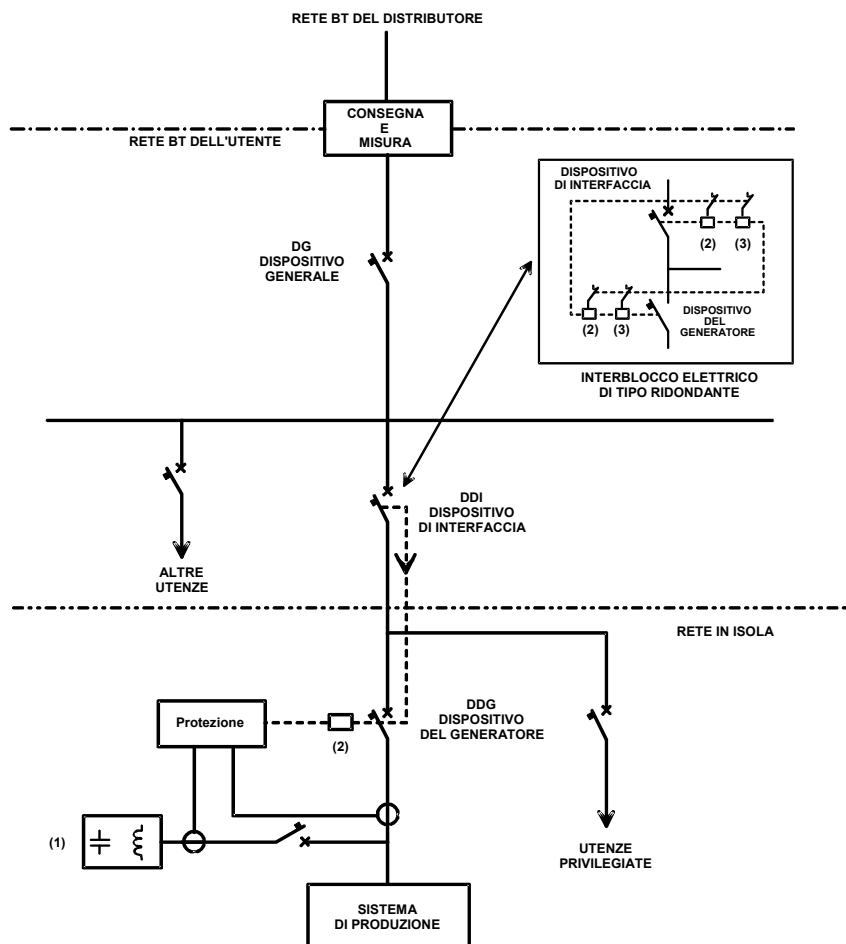 RETE BT DEL DISTRIBUTORE
CONSEGNA
E
MISURA
RETE BT DELL'UTENTE
DISPOSITIVO
DI INTERFACCIA
(2)
(3)
DISPOSITIVO
DEL
GENERATORE
(2)
(3)
INTERBLOCCO ELETTRICO
DI TIPO RIDONDANTE
DG
DISPOSITIVO
GENERALE
DDI
DISPOSITIVO
DI INTERFACCIA
ALTRE
UTENZE
RETE IN ISOLA
Protezione
(2)
DDG
DISPOSITIVO
DEL GENERATORE
(1)
UTENZE
PRIVILEGIATE
SISTEMA
DI PRODUZIONE